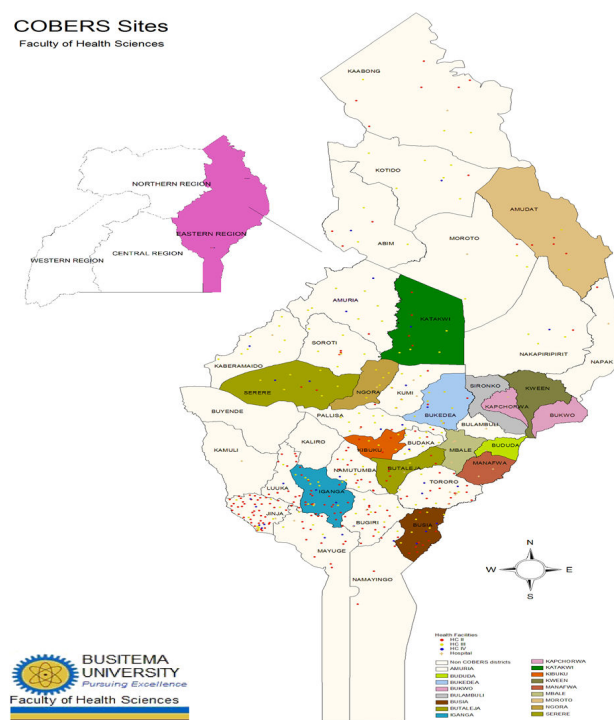 COBERS Sites
Faculty of Health Sciences
KAABONG
NORTHERN REGION
KOTIDO
AMUDAT
EASTERN REGION
CENTRAL REGION
WESTERN REGION
ABIM
MOROTO
AMURIA
KATAKWI
SOROTI
NAKAPIRIPIRIT
NAPAK
KABERAMAIDO
SERERE
NGORA
KUMI
SIRONKO
KWEEN
KAPCHORWA
BUKWO
BUYENDE
PALLISA
BUKEDEA
BULAMBULI
KALIRO
KIBUKU
BUDAKA
BUDUDA
KAMULI
MBALE
NAMUTUMBA
BUTALEJA
MANAFWA
LUUKA
IGANGA
TORORO
JINJA
BUGIRI
BUSIA
MAYUGE
NAMAYINGO
N
W E
S
Health Facilities
HC II
HC III
HC IV
Hospital
Non COBERS districts
AMURIA
BUDUDA
BUKEDEA
BUKWO
BULAMBULI
BUSIA
BUTALEJA
IGANGA
KAPCHORWA
KATAKWI
KIBUKU
KWEEN
MANAFWA
MBALE
MOROTO
NGORA
SERERE
BUSITEMA
UNIVERSITY
Pursuing Excellence
Faculty of Health Sciences